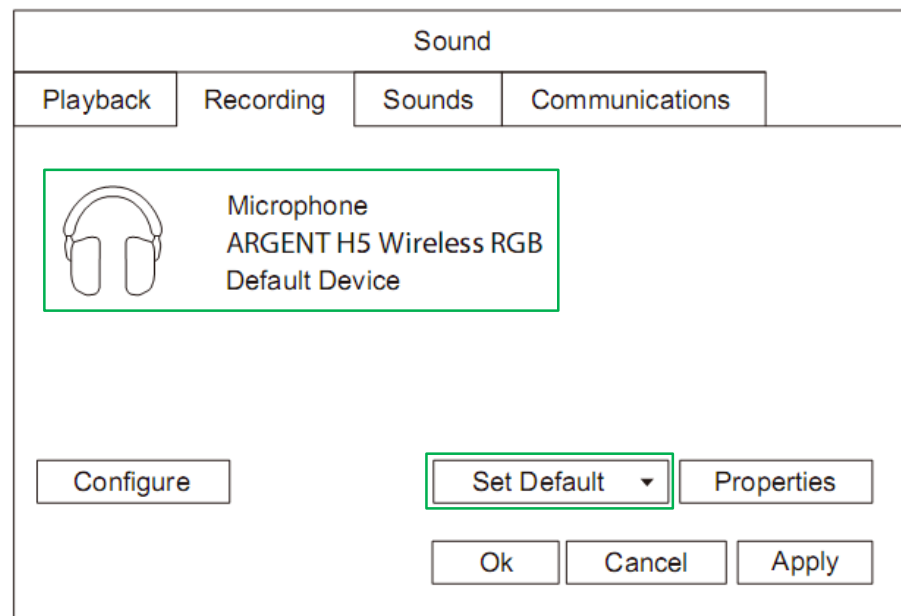 Sound
Playback Recording Sounds Communications
Microphone
ARGENT H5 Wireless RGB
Default Device
Configure Set Default Properties
Ok Cancel Apply